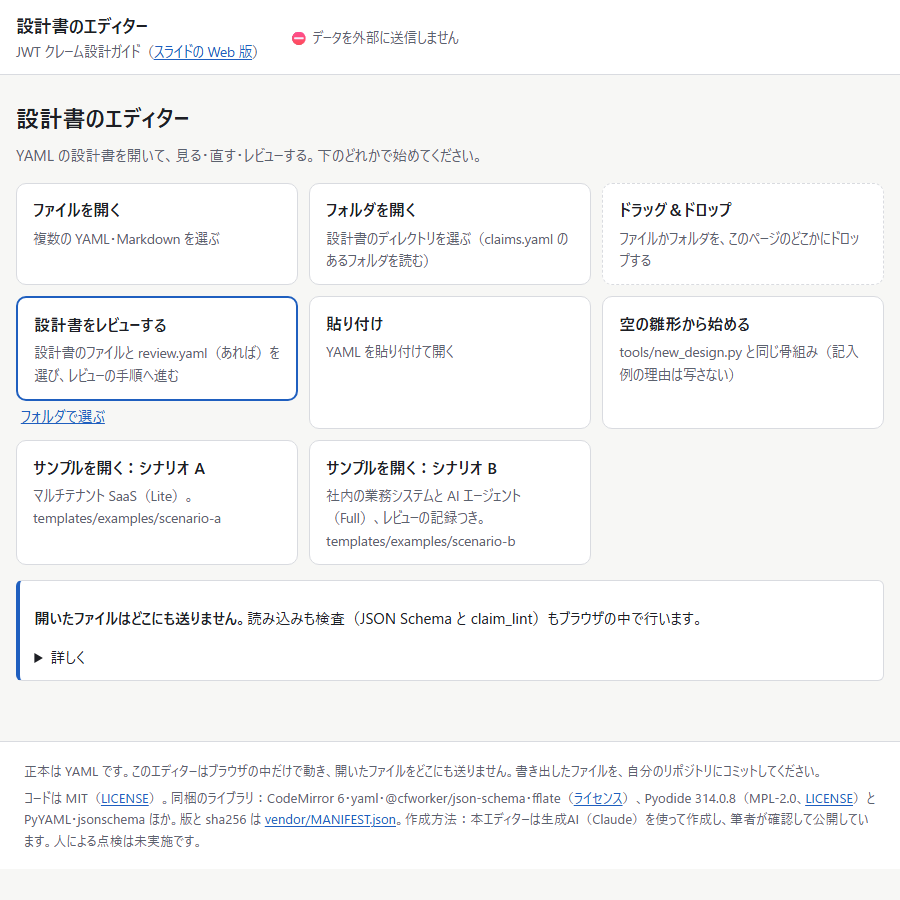 設計書のエディター
JWT クレーム設計ガイド（スライドの Web 版）
データを外部に送信しません
設計書のエディター
YAML の設計書を開いて、見る・直す・レビューする。下のどれかで始めてください。
ファイルを開く
複数の YAML・Markdown を選ぶ
フォルダを開く
設計書のディレクトリを選ぶ（claims.yaml の
あるフォルダを読む）
ドラッグ＆ドロップ
ファイルかフォルダを、このページのどこかにドロッ
プする
設計書をレビューする
設計書のファイルと review.yaml（あれば）を
選び、レビューの手順へ進む
フォルダで選ぶ
貼り付け
YAML を貼り付けて開く
空の雛形から始める
tools/new_design.py と同じ骨組み（記入
例の理由は写さない）
サンプルを開く：シナリオ A
マルチテナント SaaS（Lite）。
templates/examples/scenario-a
サンプルを開く：シナリオ B
社内の業務システムと AI エージェント
（Full）、レビューの記録つき。
templates/examples/scenario-b
開いたファイルはどこにも送りません。読み込みも検査（JSON Schema と claim_lint）もブラウザの中で行います。
▶ 詳しく
正本は YAML です。このエディターはブラウザの中だけで動き、開いたファイルをどこにも送りません。書き出したファイルを、自分のリポジトリにコミットしてください。
コードは MIT（LICENSE）。同梱のライブラリ：CodeMirror 6・yaml・@cfworker/json-schema・fflate（ライセンス）、Pyodide 314.0.8（MPL-2.0、LICENSE）と
PyYAML・jsonschema ほか。版と sha256 は vendor/MANIFEST.json。作成方法：本エディターは生成AI（Claude）を使って作成し、筆者が確認して公開してい
ます。人による点検は未実施です。